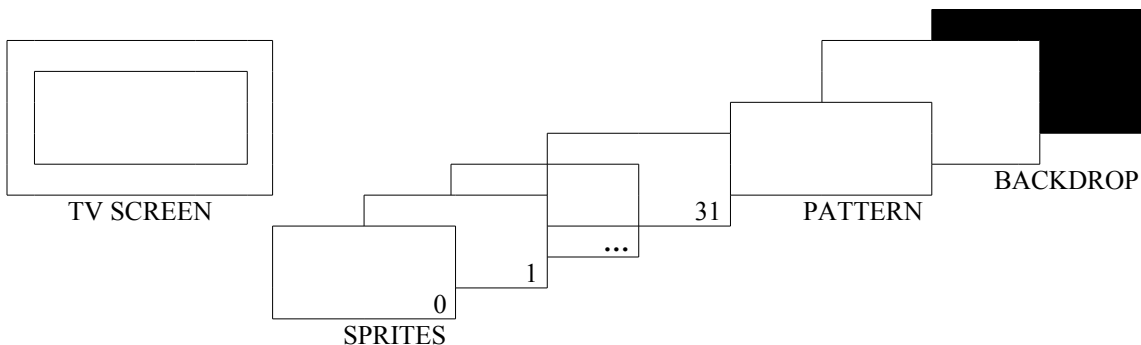 TV SCREEN
0
SPRITES
1
...
31
PATTERN
BACKDROP